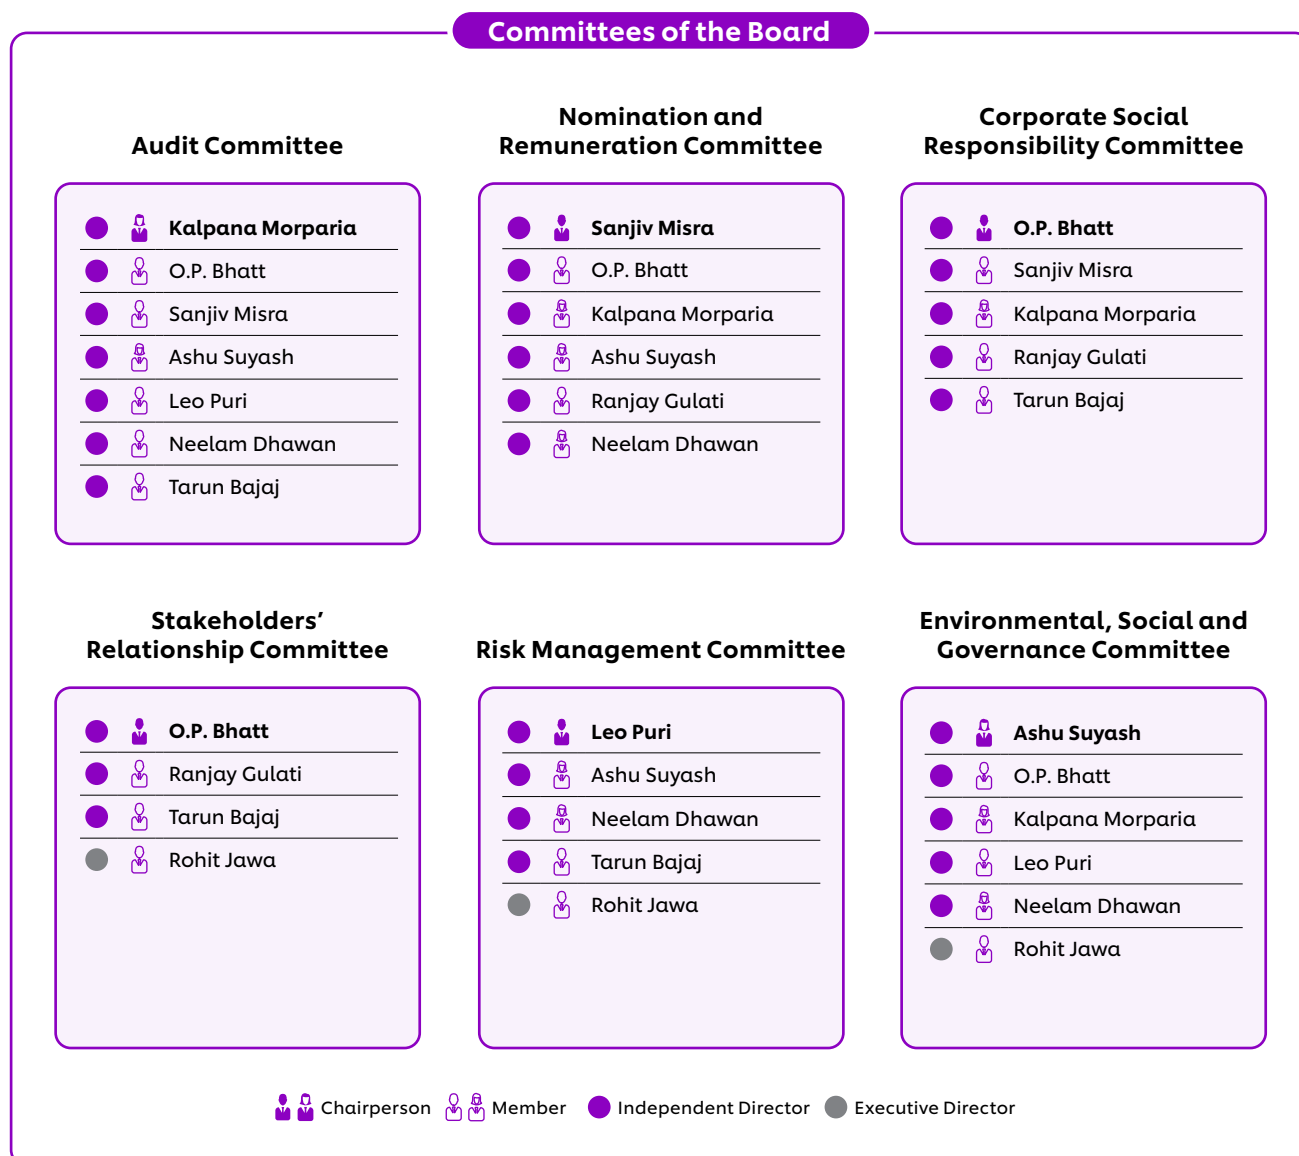 Committees of the Board
Audit Committee
Kalpana Morparia
O.P. Bhatt
Sanjiv Misra
Ashu Suyash
Leo Puri
Neelam Dhawan
Tarun Bajaj
Nomination and
Remuneration Committee
Sanjiv Misra
O.P. Bhatt
Kalpana Morparia
Ashu Suyash
Ranjay Gulati
Neelam Dhawan
Corporate Social
Responsibility Committee
O.P. Bhatt
Sanjiv Misra
Kalpana Morparia
Ranjay Gulati
Tarun Bajaj
Stakeholders’
Relationship Committee
O.P. Bhatt
Ranjay Gulati
Tarun Bajaj
Rohit Jawa
Risk Management Committee
Leo Puri
Ashu Suyash
Neelam Dhawan
Tarun Bajaj
Rohit Jawa
Environmental, Social and
Governance Committee
Ashu Suyash
O.P. Bhatt
Kalpana Morparia
Leo Puri
Neelam Dhawan
Rohit Jawa
Chairperson Member Independent Director Executive Director